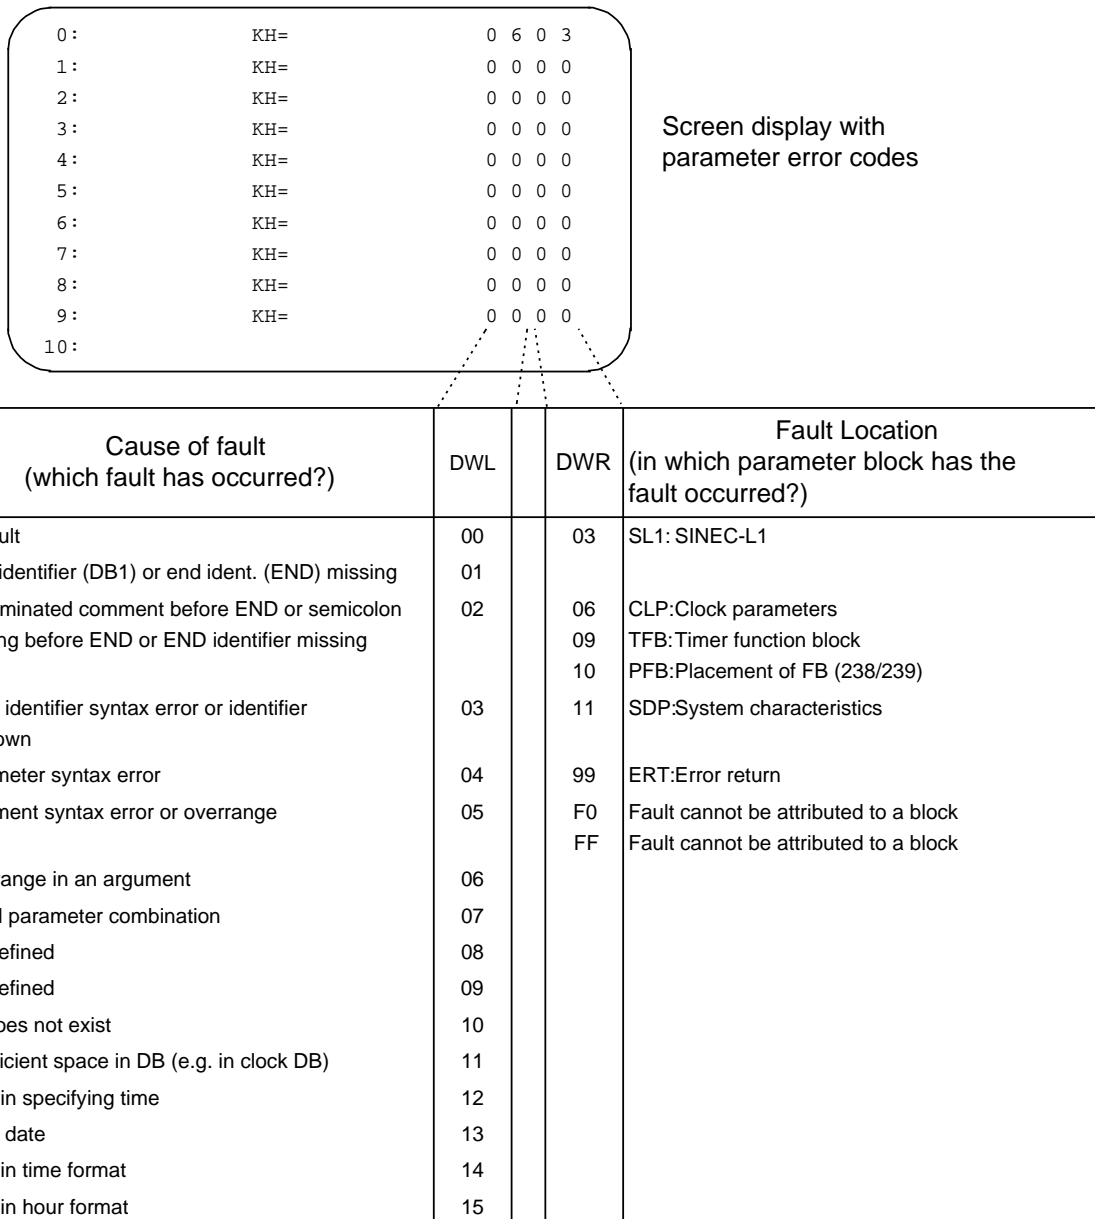 0: KH= 0 6 0 3
1: KH= 0 0 0 0
2: KH= 0 0 0 0
3: KH= 0 0 0 0
4: KH= 0 0 0 0
5: KH= 0 0 0 0
6: KH= 0 0 0 0
7: KH= 0 0 0 0
8: KH= 0 0 0 0
9: KH= 0 0 0 0
10:
Screen display with
parameter error codes
Cause of fault
(which fault has occurred?)
DWL
DWR
Fault Location
(in which parameter block has the
fault occurred?)
ult 00 03 SL1: SINEC-L1
identifier (DB1) or end ident. (END) missing 01
minated comment before END or semicolon 02 06 CLP:Clock parameters
ng before END or END identifier missing 09 TFB:Timer function block
10 PFB:Placement of FB (238/239)
identifier syntax error or identifier 03 11 SDP:System characteristics
own
meter syntax error 04 99 ERT:Error return
ment syntax error or overrange 05 F0 Fault cannot be attributed to a block
FF Fault cannot be attributed to a block
ange in an argument 06
parameter combination 07
efined 08
efined 09
oes not exist 10
icient space in DB (e.g. in clock DB) 11
in specifying time 12
date 13
in time format 14
in hour format 15